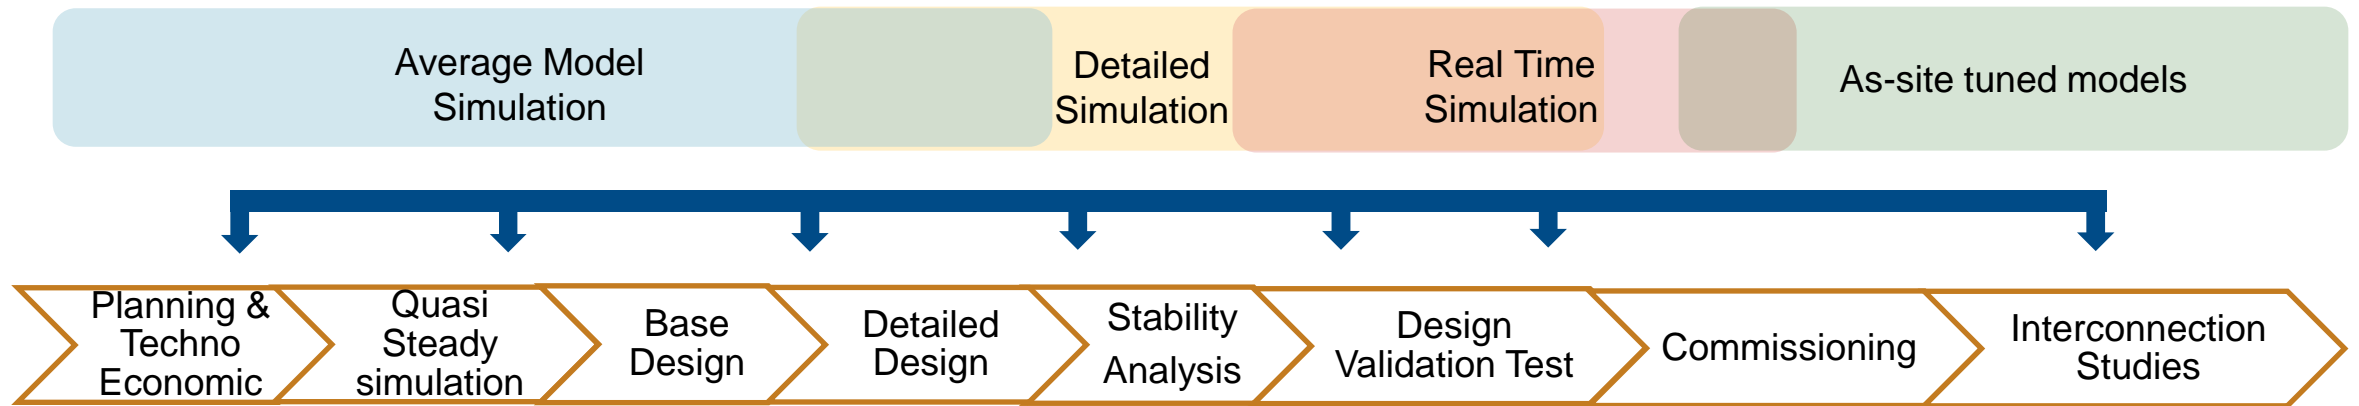 Average Model
Simulation
Detailed
Simulation
Real Time
Simulation
As-site tuned models
Planning &
Techno
Economic
Quasi
Steady
simulation
Base
Design
Detailed
Design
Stability
Analysis
Design
Validation Test
Commissioning
Interconnection
Studies